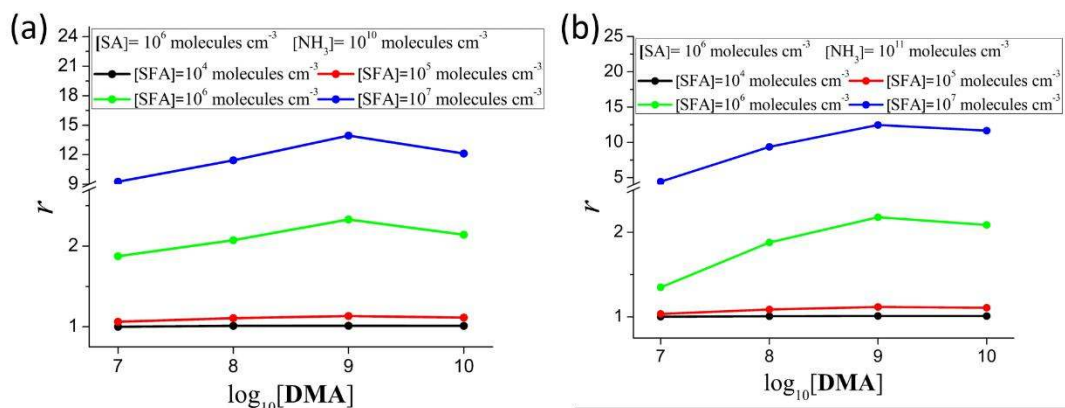 (a)
[SA]= 10⁶ molecules cm⁻³ [NH₃]= 10¹⁰ molecules cm⁻³
[SFA]=10⁴ molecules cm⁻³ [SFA]=10⁵ molecules cm⁻³
[SFA]=10⁶ molecules cm⁻³ [SFA]=10⁷ molecules cm⁻³
24
21
18
15
12
9
2
1
r
7 8 9 10
log₁₀[DMA]
(b)
[SA]= 10⁶ molecules cm⁻³ [NH₃]= 10¹¹ molecules cm⁻³
[SFA]=10⁴ molecules cm⁻³ [SFA]=10⁵ molecules cm⁻³
[SFA]=10⁶ molecules cm⁻³ [SFA]=10⁷ molecules cm⁻³
25
20
15
10
5
2
1
r
7 8 9 10
log₁₀[DMA]